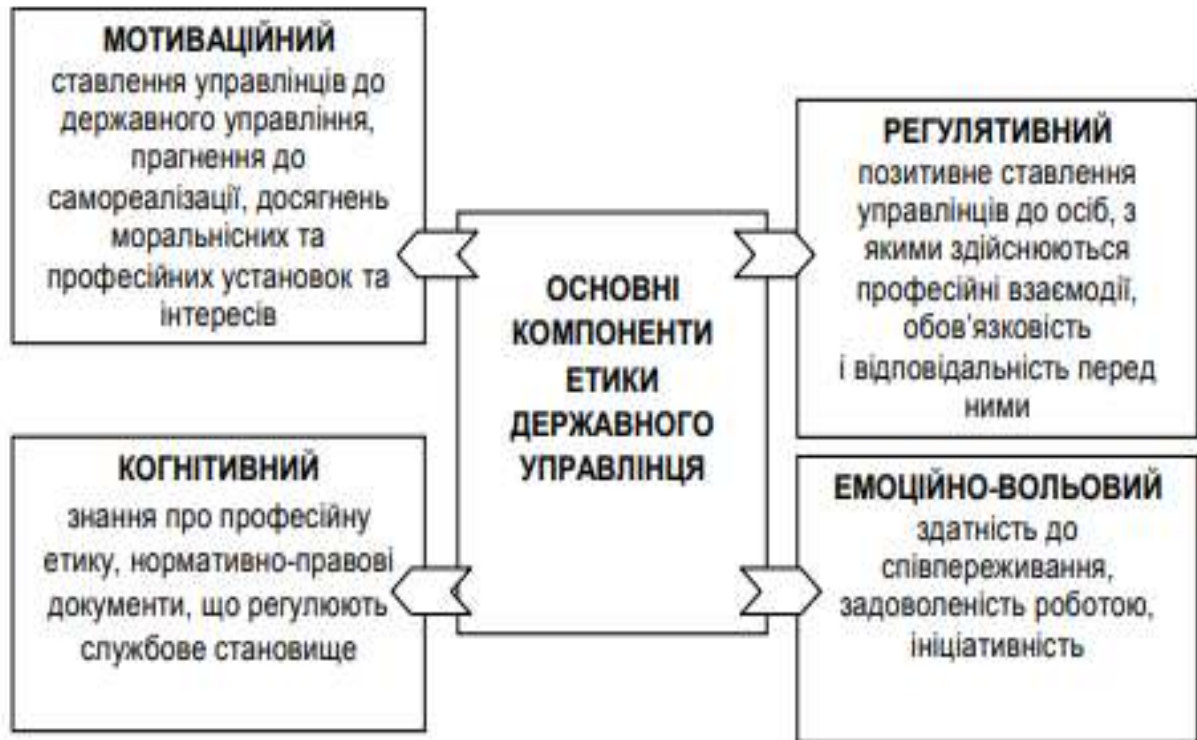 МОТИВАЦІЙНИЙ
ставлення управлінців до
державного управління,
прагнення до
самореалізації, досягнень
моральнісних та
професійних установок та
інтересів
КОГНІТИВНИЙ
знання про професійну
етику, нормативно-правові
документи, що регулюють
службове становище
ОСНОВНІ
КОМПОНЕНТИ
ЕТИКИ
ДЕРЖАВНОГО
УПРАВЛІНЦЯ
РЕГУЛЯТИВНИЙ
позитивне ставлення
управлінців до осіб, з
якими здійснюються
професійні взаємодії,
обов'язковість
і відповідальність перед
ними
ЕМОЦІЙНО-ВОЛЬОВИЙ
здатність до
співпереживання,
задоволеність роботою,
ініціативність